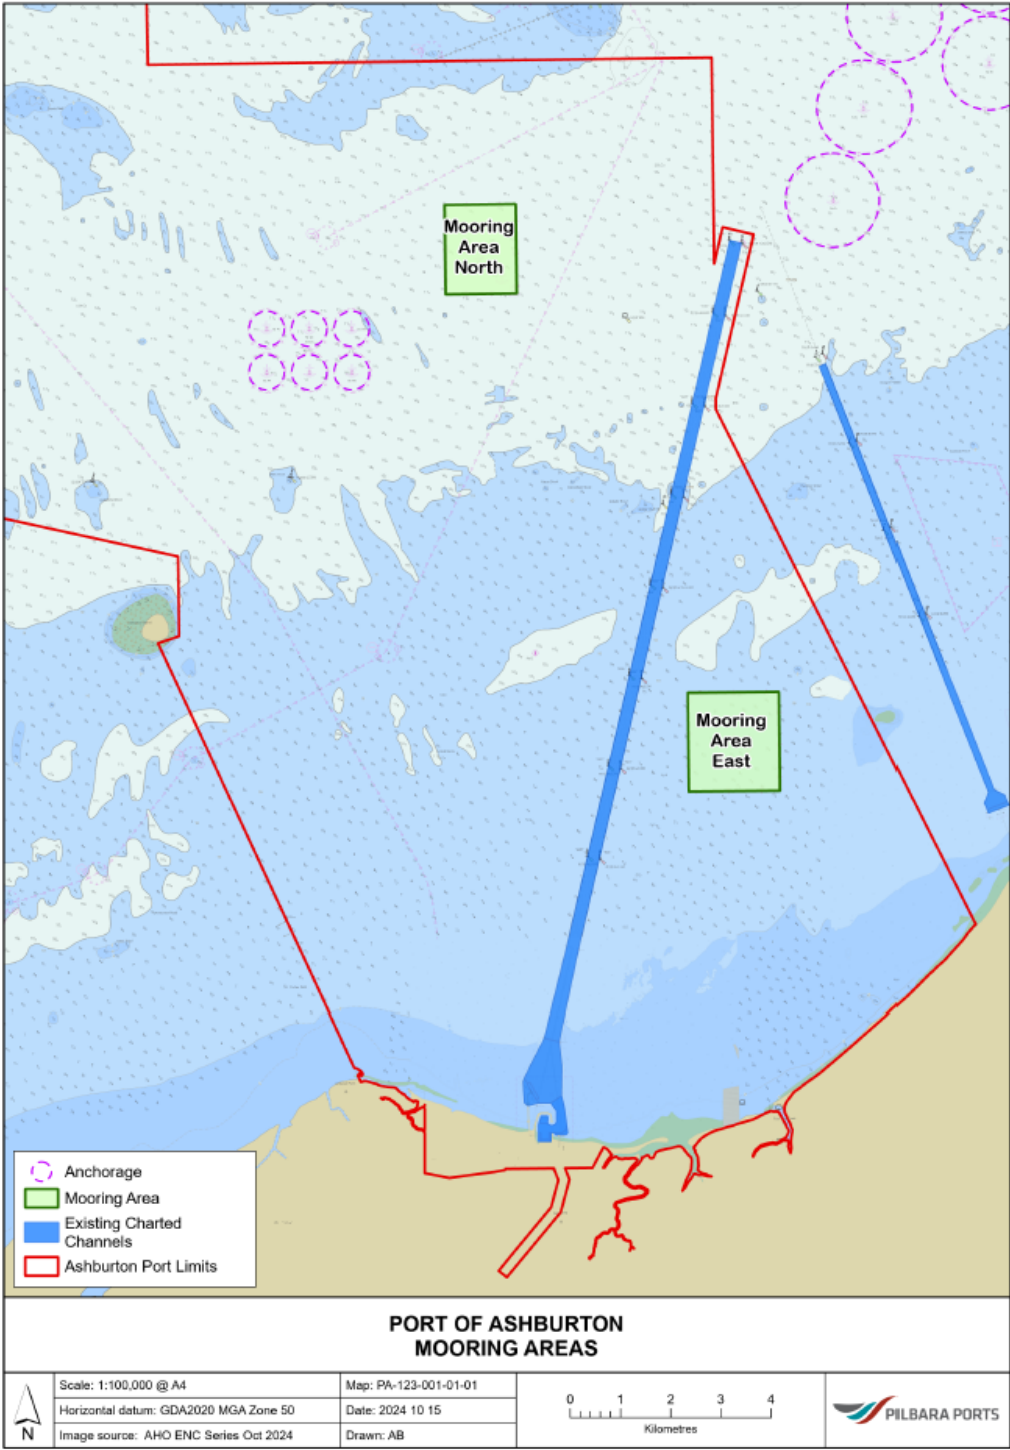 Mooring
Area
North
Mooring
Area
East
Anchorage
Mooring Area
Existing Charted
Channels
Ashburton Port Limits
PORT OF ASHBURTON
MOORING AREAS
N
Scale: 1:100,000 @ A4
Horizontal datum: GDA2020 MGA Zone 50
Image source: AHO ENC Series Oct 2024
Map: PA-123-001-01-01
Date: 2024 10 15
Drawn: AB
0 1 2 3 4
Kilometres
PILBARA PORTS